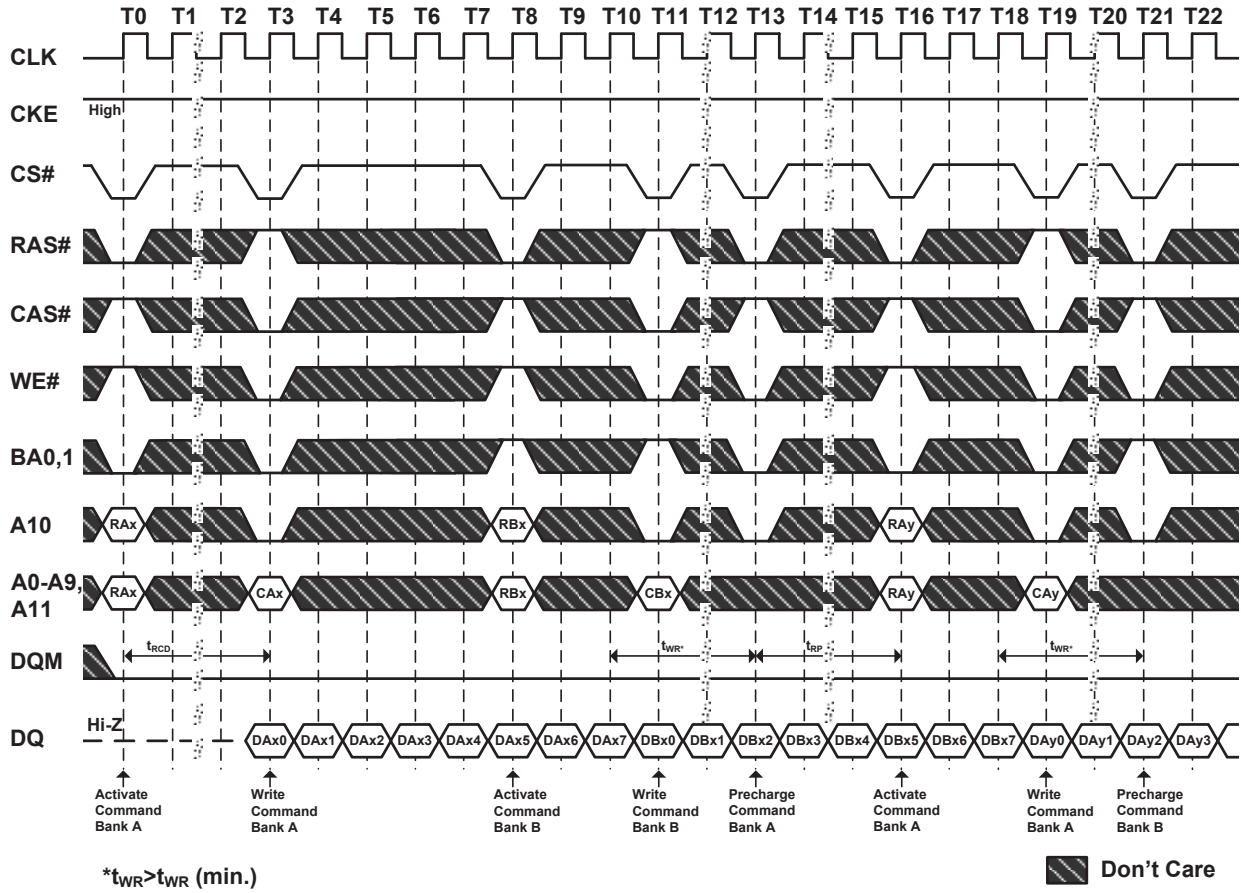 T0 T1 T2 T3 T4 T5 T6 T7 T8 T9 T10 T11 T12 T13 T14 T15 T16 T17 T18 T19 T20 T21 T22
CLK
CKE High
CS#
RAS#
CAS#
WE#
BA0,1
A10 RAx RBx RAy
A0-A9,
A11 RAx CAx RBx CBx RAy CAy
DQM tRCD tWR* tRP tWR*
DQ Hi-Z DAx0 DAx1 DAx2 DAx3 DAx4 DAx5 DAx6 DAx7 DBx0 DBx1 DBx2 DBx3 DBx4 DBx5 DBx6 DBx7 DAy0 DAy1 DAy2 DAy3
Activate
Command
Bank A
Write
Command
Bank A
Activate
Command
Bank B
Write
Command
Bank B
Precharge
Command
Bank A
Activate
Command
Bank A
Write
Command
Bank A
Precharge
Command
Bank B
*tWR>tWR (min.)
Don't Care